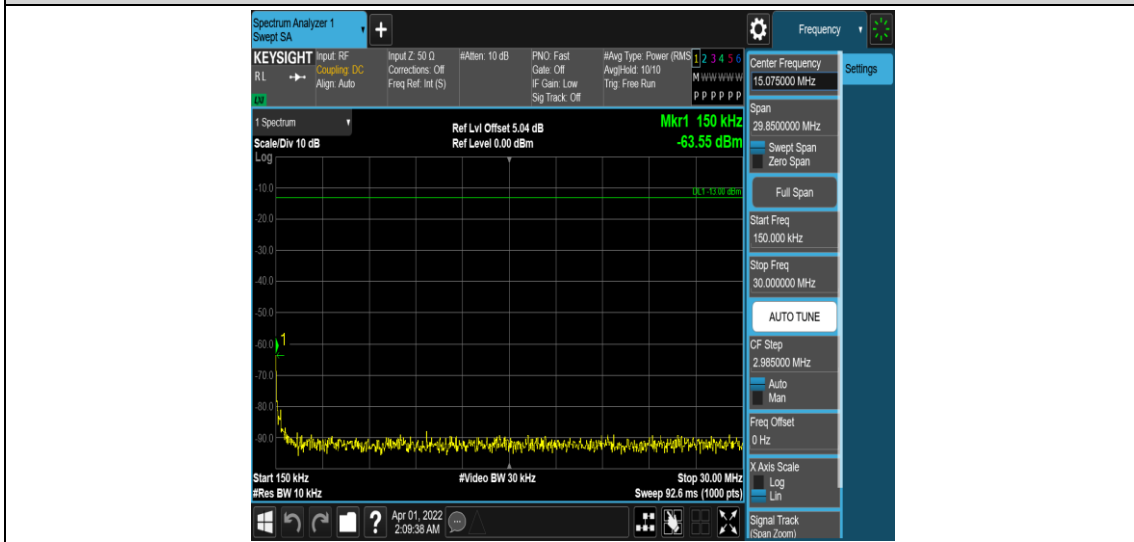 Spectrum Analyzer 1
Swept SA
+
Frequency
KEYSIGHT
RL
LXI
Input: RF
Coupling: DC
Align: Auto
Input Z: 50 Ω
Corrections: Off
Freq Ref: Int (S)
#Atten: 10 dB
PNO: Fast
Gate: Off
IF Gain: Low
Sig Track: Off
#Avg Type: Power (RMS
Avg|Hold: 10/10
Trig: Free Run
1 2 3 4 5 6
M W W W W W
P P P P P P
1 Spectrum
Scale/Div 10 dB
Log
Ref Lvl Offset 5.04 dB
Ref Level 0.00 dBm
Mkr1 150 kHz
-63.55 dBm
-10.0
DL1 -13.00 dBm
-20.0
-30.0
-40.0
-50.0
-60.0
1
-70.0
-80.0
-90.0
Start 150 kHz
#Video BW 30 kHz
Stop 30.00 MHz
#Res BW 10 kHz
Sweep 92.6 ms (1000 pts)
?
Apr 01, 2022
2:09:38 AM
Center Frequency
15.075000 MHz
Settings
Span
29.8500000 MHz
Swept Span
Zero Span
Full Span
Start Freq
150.000 kHz
Stop Freq
30.000000 MHz
AUTO TUNE
CF Step
2.985000 MHz
Auto
Man
Freq Offset
0 Hz
X Axis Scale
Log
Lin
Signal Track
(Span Zoom)